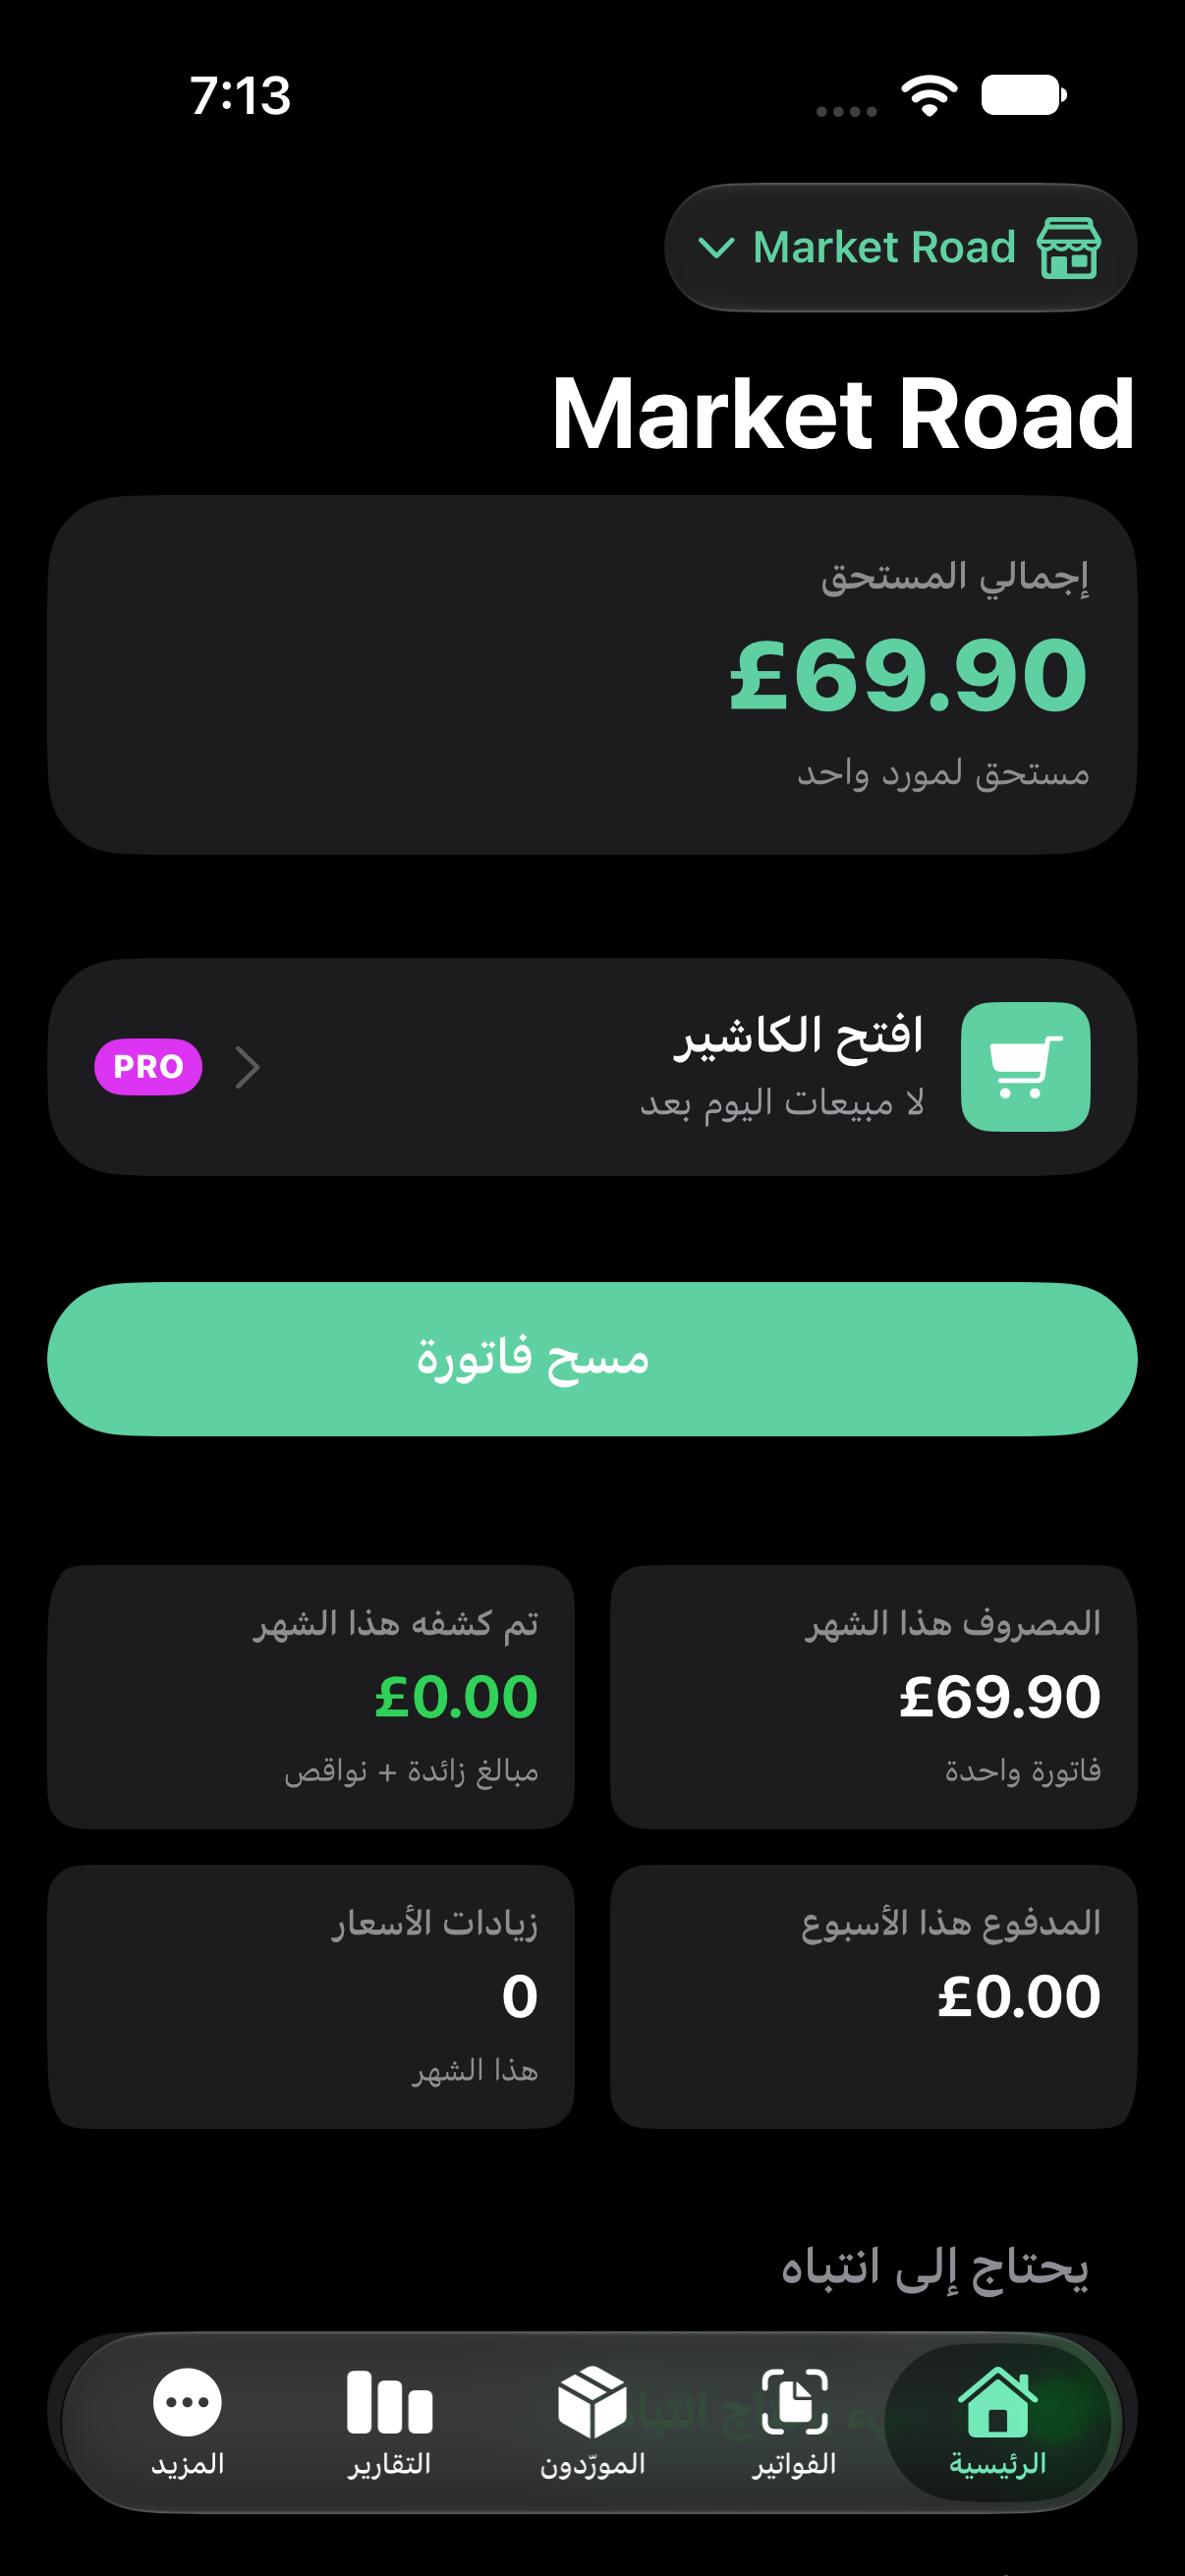 7:13
Market Road
Market Road
إجمالي المستحق
£69.90
مستحق لمورد واحد
افتح الكاشير
لا مبيعات اليوم بعد
PRO
مسح فاتورة
المصروف هذا الشهر
£69.90
فاتورة واحدة
تم كشفه هذا الشهر
£0.00
مبالغ زائدة + نواقص
المدفوع هذا الأسبوع
£0.00
زيادات الأسعار
0
هذا الشهر
يحتاج إلى انتباه
الرئيسية
الفواتير
المورّدون
التقارير
المزيد